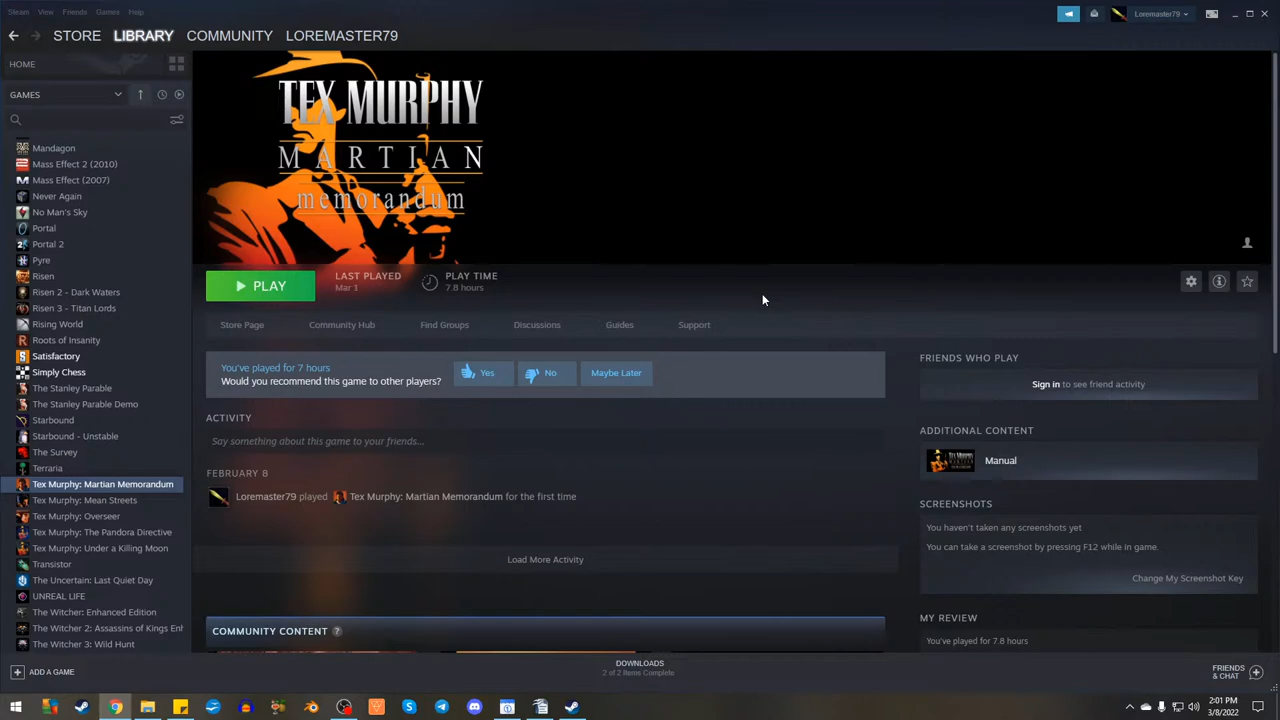 Steam View Friends Games Help
Loremaster79
STORE LIBRARY COMMUNITY LOREMASTER79
HOME
GAMES
Mandagon
Mass Effect 2 (2010)
Mass Effect (2007)
Never Again
No Man's Sky
Portal
Portal 2
Pyre
Risen
Risen 2 - Dark Waters
Risen 3 - Titan Lords
Rising World
Roots of Insanity
Satisfactory
Simply Chess
The Stanley Parable
The Stanley Parable Demo
Starbound
Starbound - Unstable
The Survey
Terraria
Tex Murphy: Martian Memorandum
Tex Murphy: Mean Streets
Tex Murphy: Overseer
Tex Murphy: The Pandora Directive
Tex Murphy: Under a Killing Moon
Transistor
The Uncertain: Last Quiet Day
UNREAL LIFE
The Witcher: Enhanced Edition
The Witcher 2: Assassins of Kings Enh
The Witcher 3: Wild Hunt
ADD A GAME
TEX MURPHY
MARTIAN
memorandum
PLAY
LAST PLAYED
Mar 1
PLAY TIME
7.8 hours
Store Page Community Hub Find Groups Discussions Guides Support
You've played for 7 hours
Would you recommend this game to other players?
Yes No Maybe Later
ACTIVITY
Say something about this game to your friends...
FEBRUARY 8
Loremaster79 played Tex Murphy: Martian Memorandum for the first time
Load More Activity
COMMUNITY CONTENT ?
FRIENDS WHO PLAY
Sign in to see friend activity
ADDITIONAL CONTENT
Manual
SCREENSHOTS
You haven't taken any screenshots yet
You can take a screenshot by pressing F12 while in game.
Change My Screenshot Key
MY REVIEW
You've played for 7.8 hours
DOWNLOADS
2 of 2 Items Complete
FRIENDS
& CHAT
2:01 PM
3/8/2022